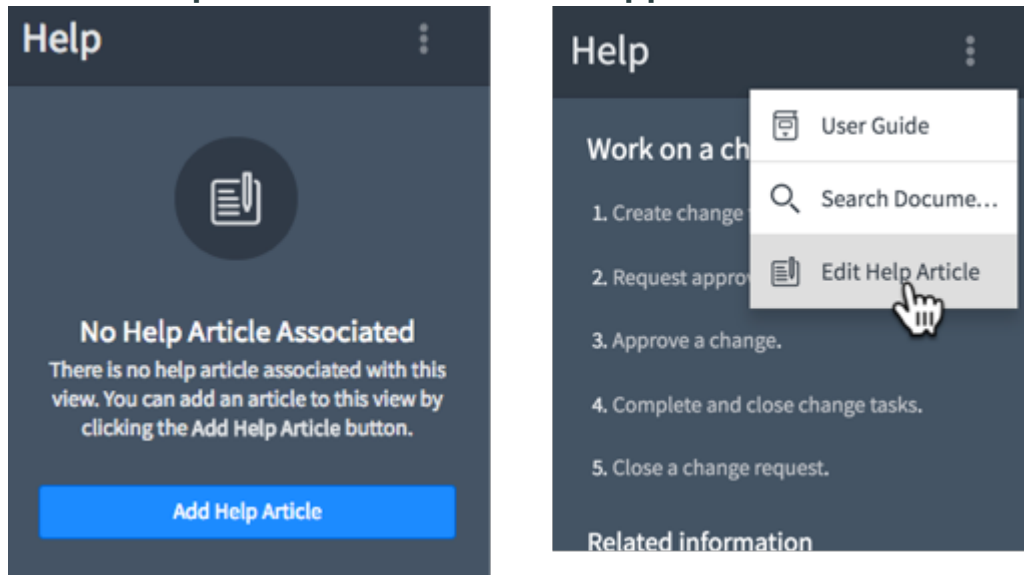 Help
No Help Article Associated
There is no help article associated with this
view. You can add an article to this view by
clicking the Add Help Article button.
Add Help Article
Help
User Guide
Search Docume...
Edit Help Article
Work on a ch
1. Create change
2. Request appro
3. Approve a change.
4. Complete and close change tasks.
5. Close a change request.
Related information